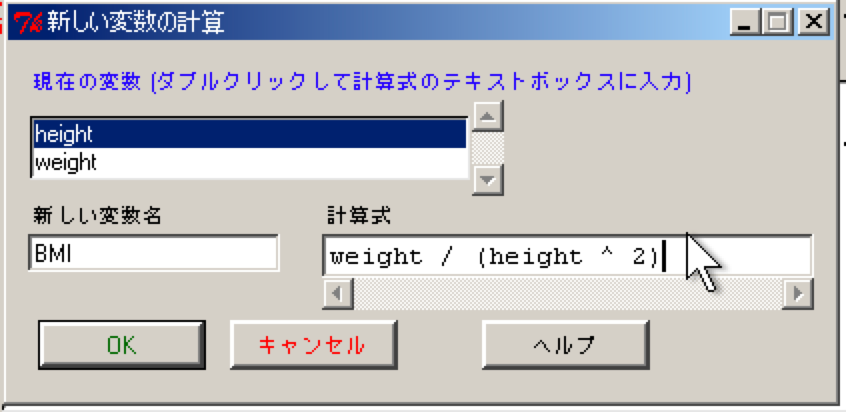 新しい変数の計算
現在の変数 (ダブルクリックして計算式のテキストボックスに入力)
height
weight
新しい変数名
計算式
BMI
weight / (height ^ 2)
OK
キャンセル
ヘルプ